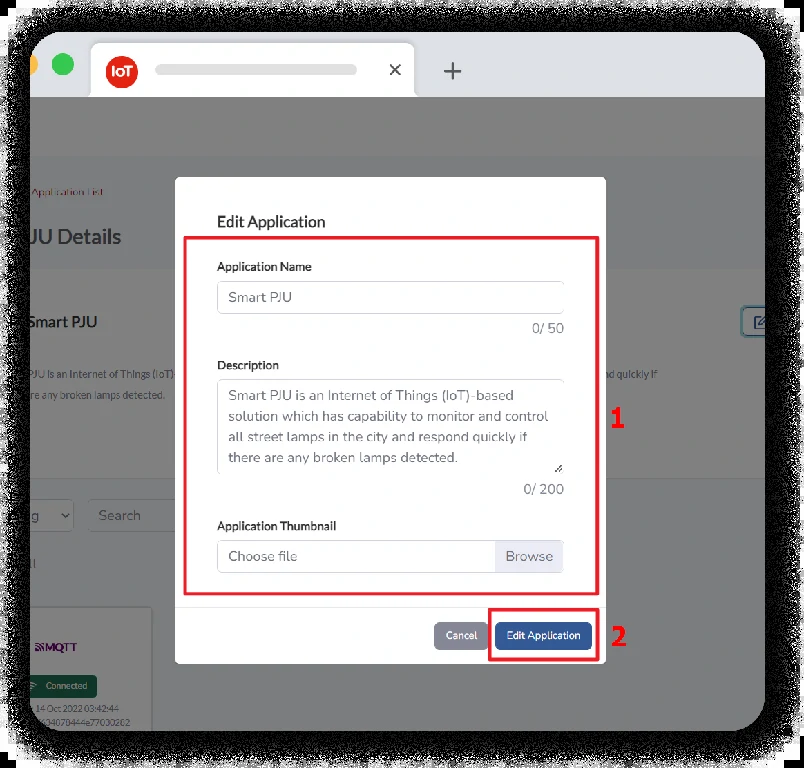 IoT
Application List
JU Details
Smart PJU
PJU is an Internet of Things (IoT)-
nd quickly if
re any broken lamps detected.
Search
MQTT
Connected
14 Oct 2022 03:42:44
Edit Application
Application Name
Smart PJU
0/ 50
Description
Smart PJU is an Internet of Things (IoT)-based
solution which has capability to monitor and control
all street lamps in the city and respond quickly if
there are any broken lamps detected.
0/ 200
Application Thumbnail
Choose file
Browse
1
Cancel
Edit Application
2